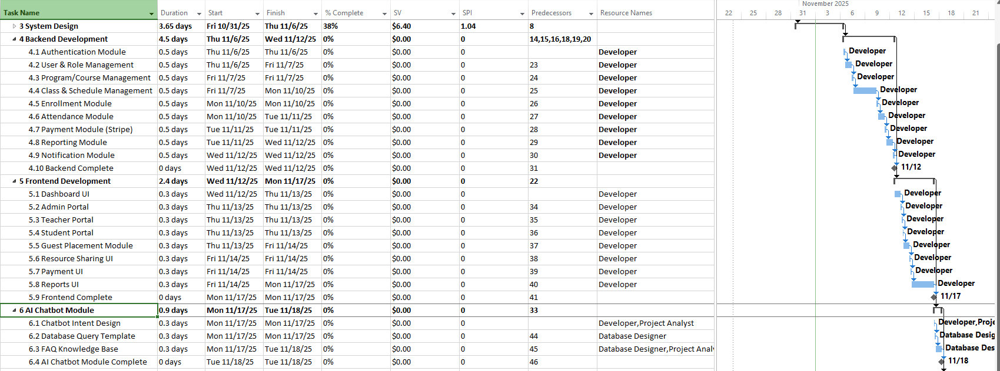 Task Name Duration Start Finish % Complete SV SPI Predecessors Resource Names
November 2025
22 25 28 31 3 6 9 12 15 18 21
3 System Design 3.65 days Fri 10/31/25 Thu 11/6/25 38% $6.40 1.04 8
4 Backend Development 4.5 days Thu 11/6/25 Wed 11/12/25 0% $0.00 0 14,15,16,18,19,20
4.1 Authentication Module 0.5 days Thu 11/6/25 Thu 11/6/25 0% $0.00 0 Developer Developer
4.2 User & Role Management 0.5 days Thu 11/6/25 Fri 11/7/25 0% $0.00 0 23 Developer Developer
4.3 Program/Course Management 0.5 days Fri 11/7/25 Fri 11/7/25 0% $0.00 0 24 Developer Developer
4.4 Class & Schedule Management 0.5 days Fri 11/7/25 Mon 11/10/25 0% $0.00 0 25 Developer Developer
4.5 Enrollment Module 0.5 days Mon 11/10/25 Mon 11/10/25 0% $0.00 0 26 Developer Developer
4.6 Attendance Module 0.5 days Mon 11/10/25 Tue 11/11/25 0% $0.00 0 27 Developer Developer
4.7 Payment Module (Stripe) 0.5 days Tue 11/11/25 Tue 11/11/25 0% $0.00 0 28 Developer Developer
4.8 Reporting Module 0.5 days Tue 11/11/25 Wed 11/12/25 0% $0.00 0 29 Developer Developer
4.9 Notification Module 0.5 days Wed 11/12/25 Wed 11/12/25 0% $0.00 0 30 Developer Developer
4.10 Backend Complete 0 days Wed 11/12/25 Wed 11/12/25 0% $0.00 0 31 11/12
5 Frontend Development 2.4 days Wed 11/12/25 Mon 11/17/25 0% $0.00 0 22
5.1 Dashboard UI 0.3 days Wed 11/12/25 Thu 11/13/25 0% $0.00 0 Developer Developer
5.2 Admin Portal 0.3 days Thu 11/13/25 Thu 11/13/25 0% $0.00 0 34 Developer Developer
5.3 Teacher Portal 0.3 days Thu 11/13/25 Thu 11/13/25 0% $0.00 0 35 Developer Developer
5.4 Student Portal 0.3 days Thu 11/13/25 Thu 11/13/25 0% $0.00 0 36 Developer Developer
5.5 Guest Placement Module 0.3 days Thu 11/13/25 Fri 11/14/25 0% $0.00 0 37 Developer Developer
5.6 Resource Sharing UI 0.3 days Fri 11/14/25 Fri 11/14/25 0% $0.00 0 38 Developer Developer
5.7 Payment UI 0.3 days Fri 11/14/25 Fri 11/14/25 0% $0.00 0 39 Developer Developer
5.8 Reports UI 0.3 days Fri 11/14/25 Mon 11/17/25 0% $0.00 0 40 Developer Developer
5.9 Frontend Complete 0 days Mon 11/17/25 Mon 11/17/25 0% $0.00 0 41 11/17
6 AI Chatbot Module 0.9 days Mon 11/17/25 Tue 11/18/25 0% $0.00 0 33
6.1 Chatbot Intent Design 0.3 days Mon 11/17/25 Mon 11/17/25 0% $0.00 0 Developer,Project Analyst Developer,Proje
6.2 Database Query Template 0.3 days Mon 11/17/25 Mon 11/17/25 0% $0.00 0 44 Database Designer Database Desig
6.3 FAQ Knowledge Base 0.3 days Mon 11/17/25 Tue 11/18/25 0% $0.00 0 45 Database Designer,Project Analy Database Des
6.4 AI Chatbot Module Complete 0 days Tue 11/18/25 Tue 11/18/25 0% $0.00 0 46 11/18